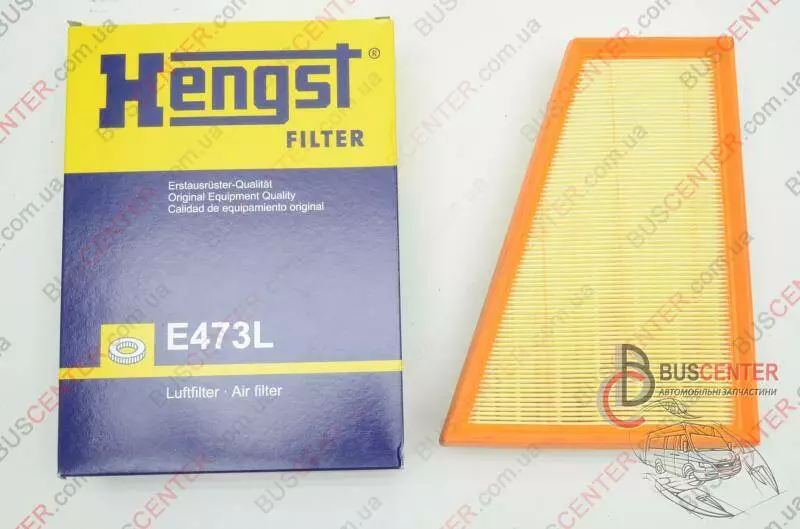 Hengst®
FILTER
Erstausrüster-Qualität
Original Equipment Quality
Calidad de equipamiento original
E473L
Luftfilter · Air filter
BUSCENTER
АВТОМОБІЛЬНІ ЗАПЧАСТИНИ
BUSCENTER.com.ua